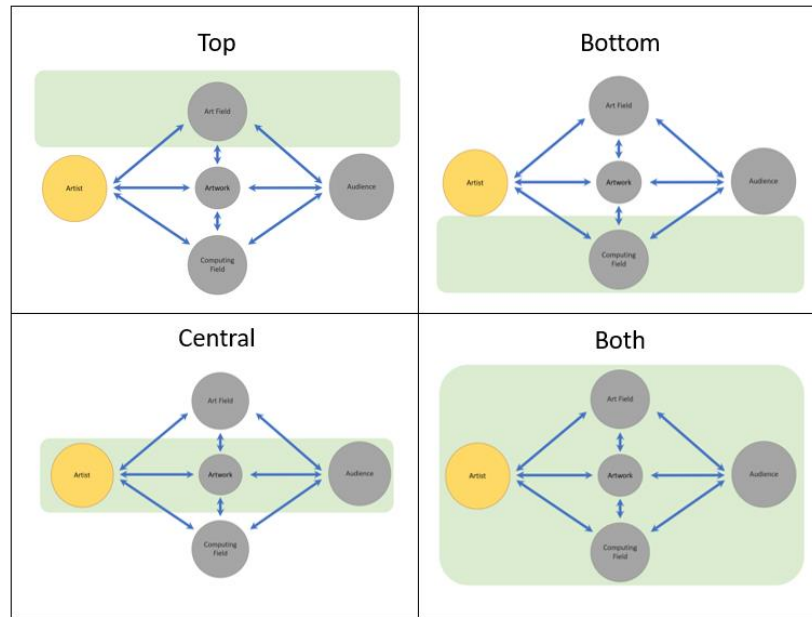 Top
Art Field
Artist
Artwork
Audience
Computing
Field
Bottom
Art Field
Artist
Artwork
Audience
Computing
Field
Central
Art Field
Artist
Artwork
Audience
Computing
Field
Both
Art Field
Artist
Artwork
Audience
Computing
Field